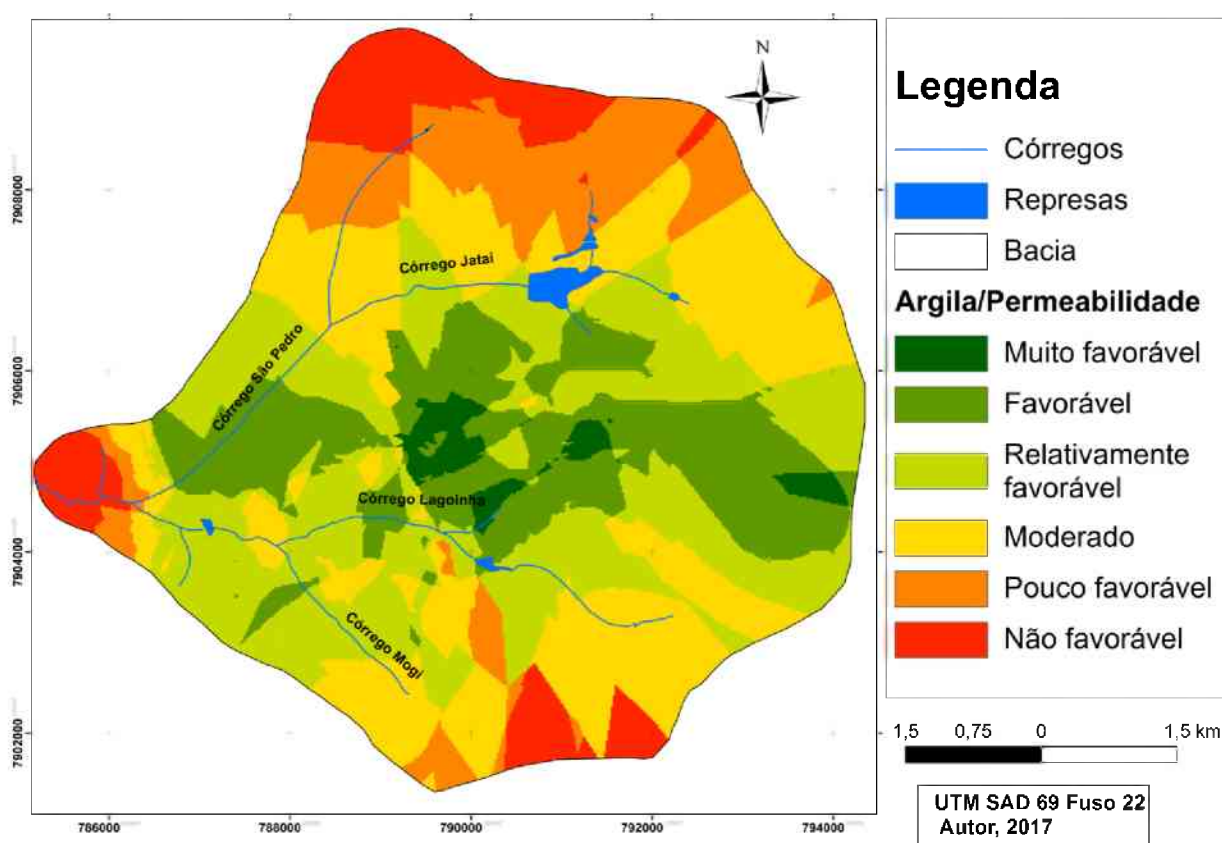 N
Córrego Jataí
Córrego São Pedro
Córrego Lagoinha
Córrego Mogi
7908000
7906000
7904000
7902000
786000
788000
790000
792000
794000
Legenda
Córregos
Represas
Bacia
Argila/Permeabilidade
Muito favorável
Favorável
Relativamente
favorável
Moderado
Pouco favorável
Não favorável
1,5 0,75 0 1,5 km
UTM SAD 69 Fuso 22
Autor, 2017